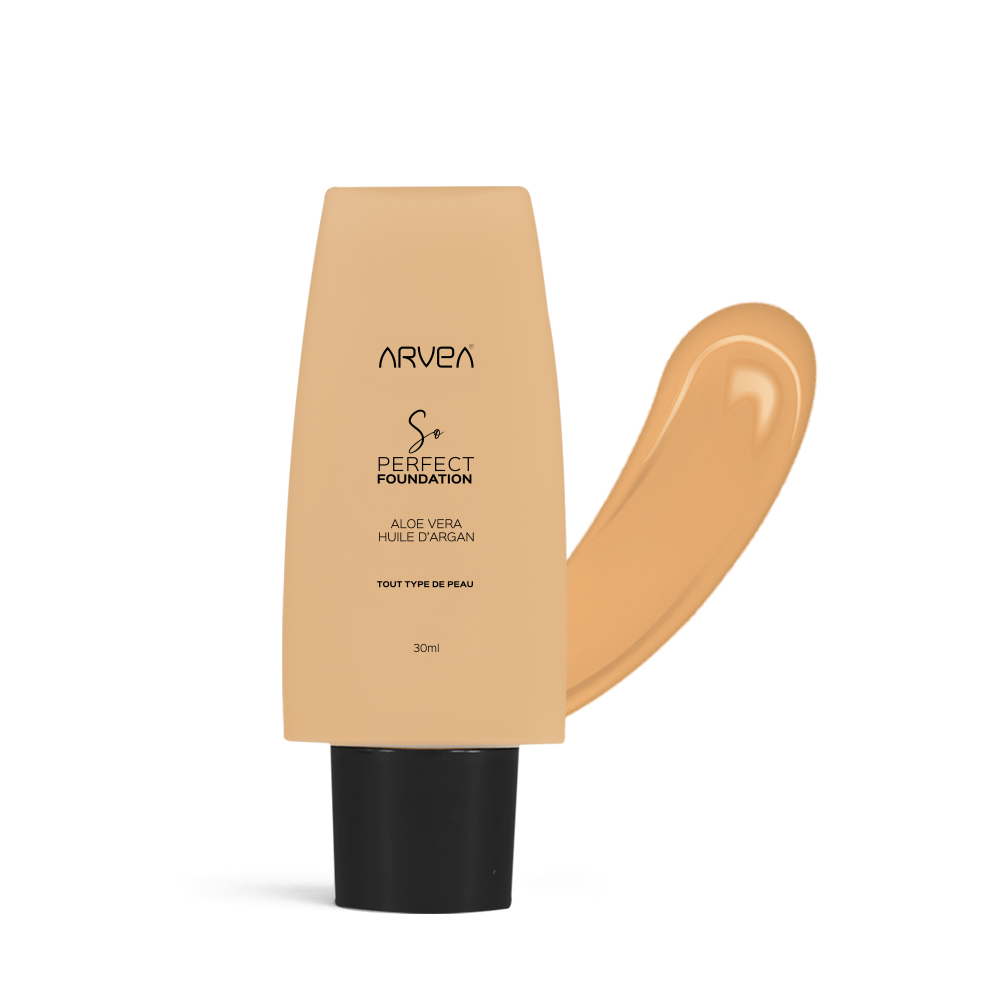 ARVEA®
So
PERFECT
FOUNDATION
ALOE VERA
HUILE D'ARGAN
TOUT TYPE DE PEAU
30ml